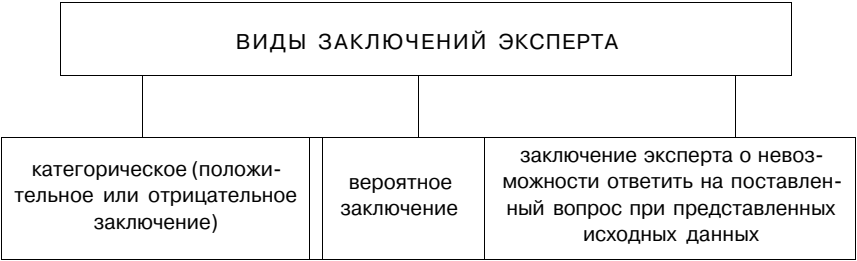 ВИДЫ ЗАКЛЮЧЕНИЙ ЭКСПЕРТА
категорическое (положи-
тельное или отрицательное
заключение)
вероятное
заключение
заключение эксперта о невоз-
можности ответить на поставлен-
ный вопрос при представленных
исходных данных